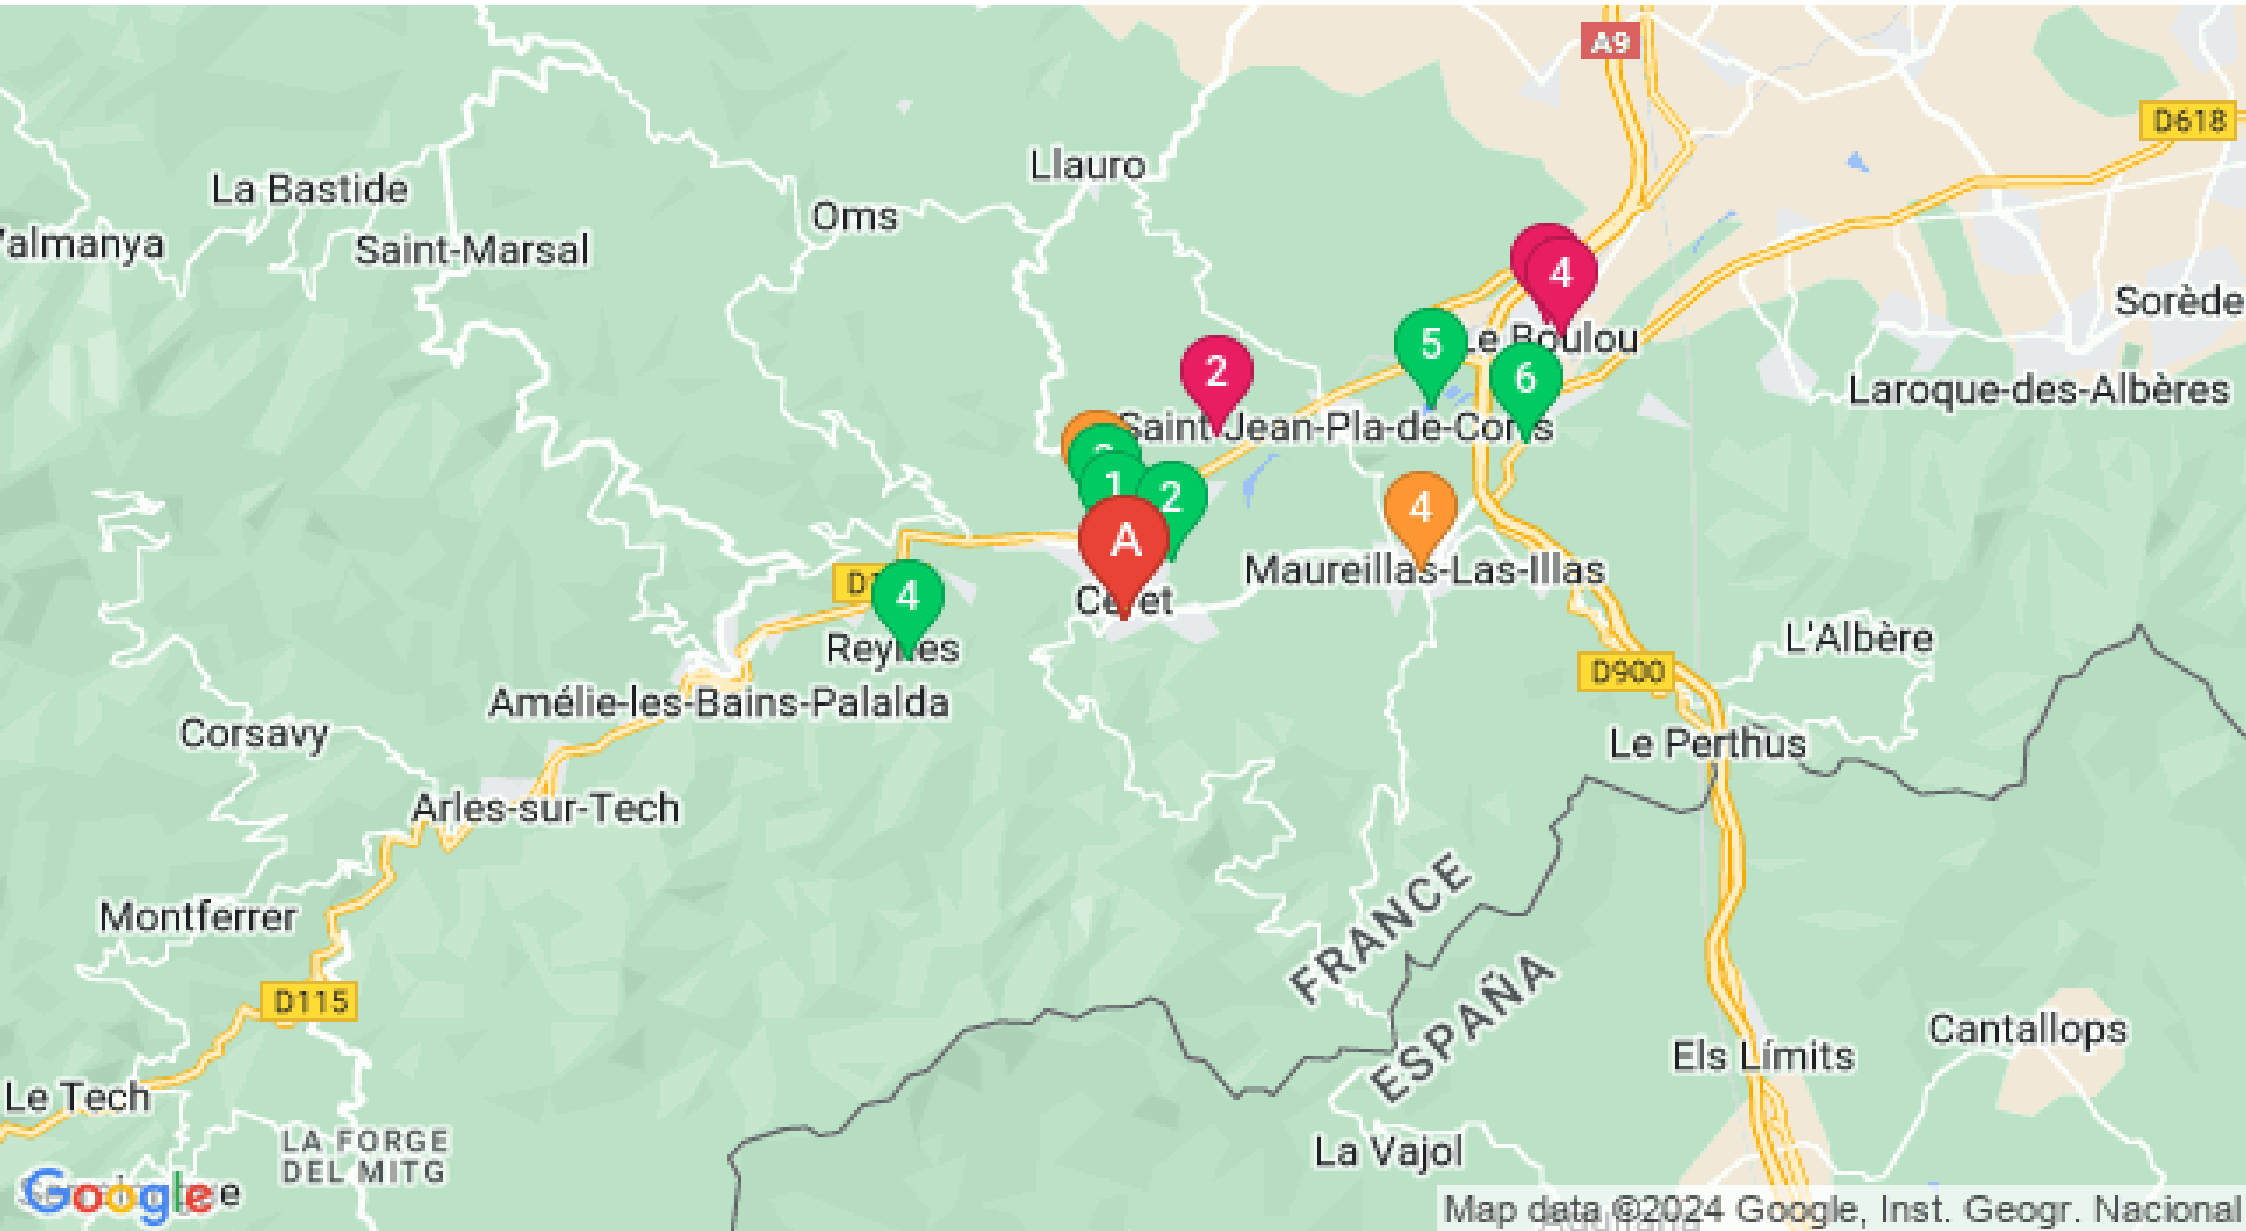 A9
D618
Llauro
La Bastide
Oms
Saint-Marsal
Sorède
4
Le Boulou
5
2
6
Laroque-des-Albères
Saint-Jean-Pla-de-Corts
1
2
4
A
Maureillas-Las-Illas
4
Céret
L'Albère
Reynès
D900
Amélie-les-Bains-Palalda
Corsavy
Le Perthus
Arles-sur-Tech
Montferrer
FRANCE
ESPAÑA
D115
Cantallops
Els Límits
Le Tech
LA FORGE
DEL MITG
La Vajol
Google
Map data ©2024 Google, Inst. Geogr. Nacional